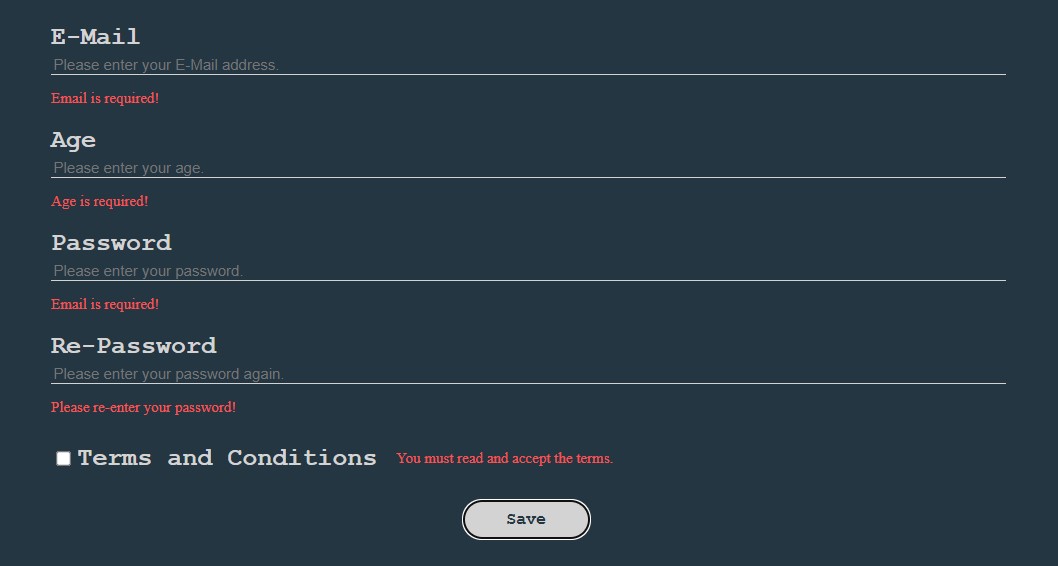 E-Mail
Please enter your E-Mail address.
Email is required!
Age
Please enter your age.
Age is required!
Password
Please enter your password.
Email is required!
Re-Password
Please enter your password again.
Please re-enter your password!
Terms and Conditions You must read and accept the terms.
Save